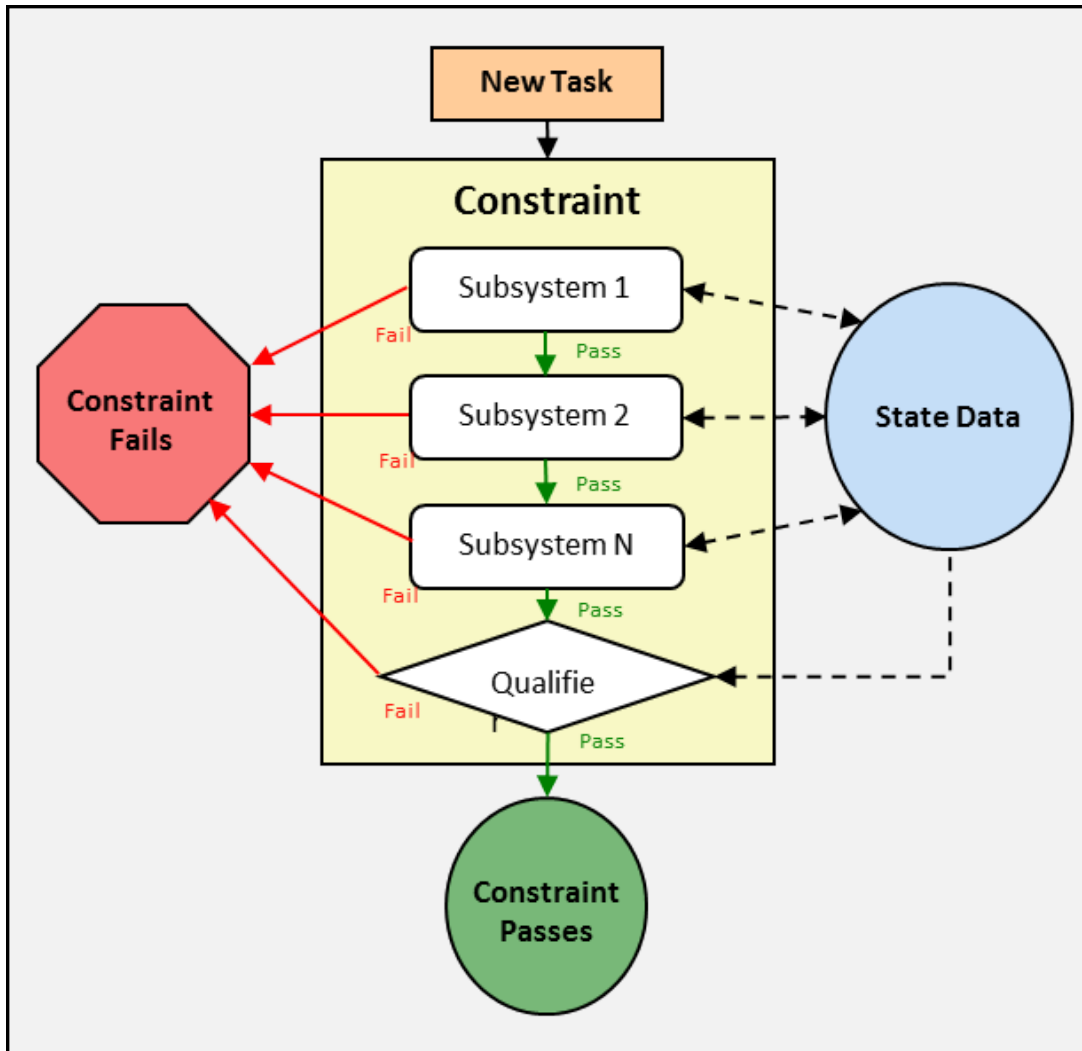 New Task
Constraint
Subsystem 1
Fail
Pass
Subsystem 2
Fail
Pass
Subsystem N
Fail
Pass
Qualifie
r
Fail
Pass
Constraint
Fails
State Data
Constraint
Passes